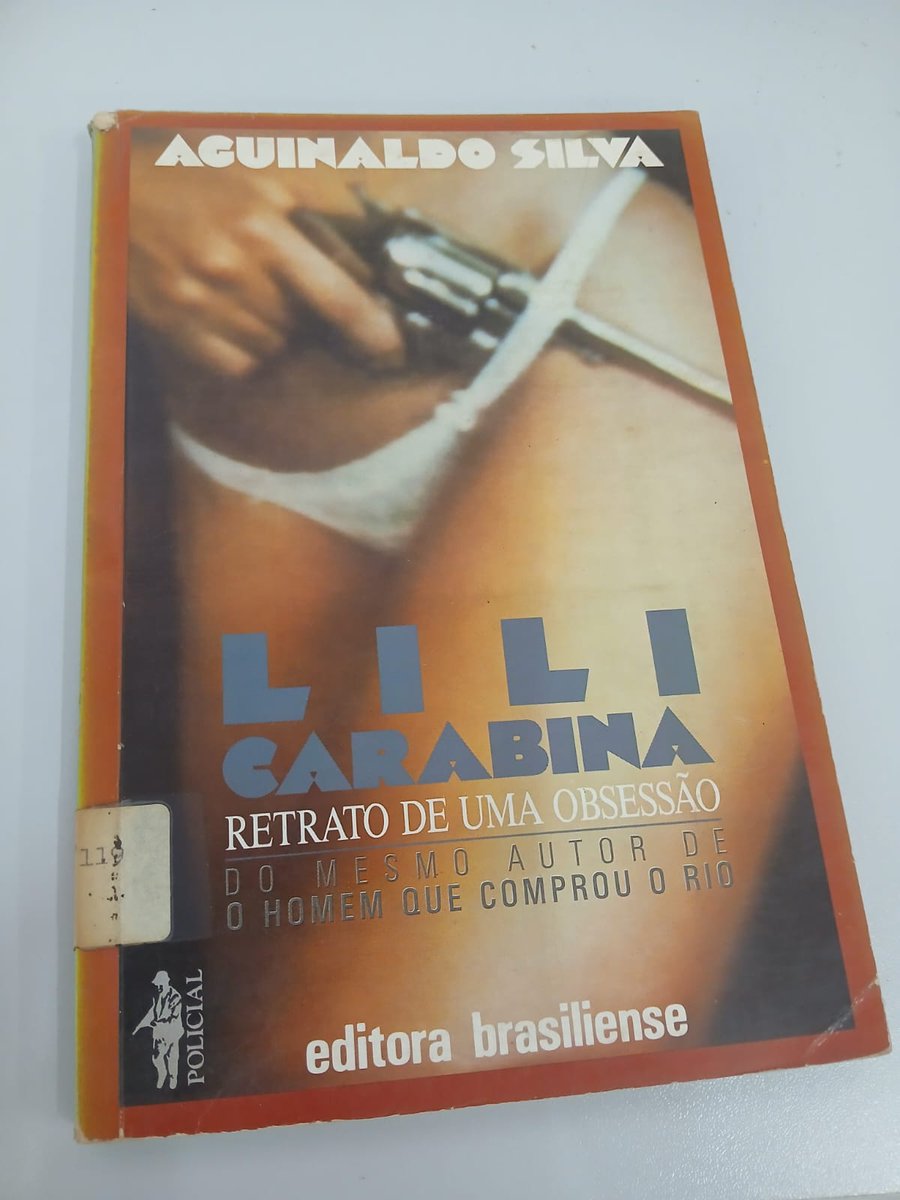 AGUINALDO SILVA
LILI
CARABINA
RETRATO DE UMA OBSESSÃO
DO MESMO AUTOR DE
O HOMEM QUE COMPROU O RIO
POLICIAL
editora brasiliense